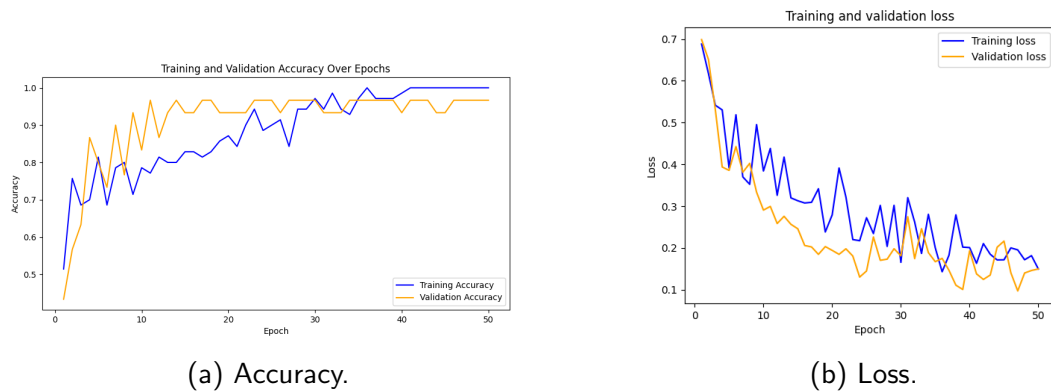 Training and Validation Accuracy Over Epochs
Accuracy
1.0
0.9
0.8
0.7
0.6
0.5
0
10
20
30
40
50
Epoch
Training Accuracy
Validation Accuracy
(a) Accuracy.
Training and validation loss
Loss
0.7
0.6
0.5
0.4
0.3
0.2
0.1
0
10
20
30
40
50
Epoch
Training loss
Validation loss
(b) Loss.